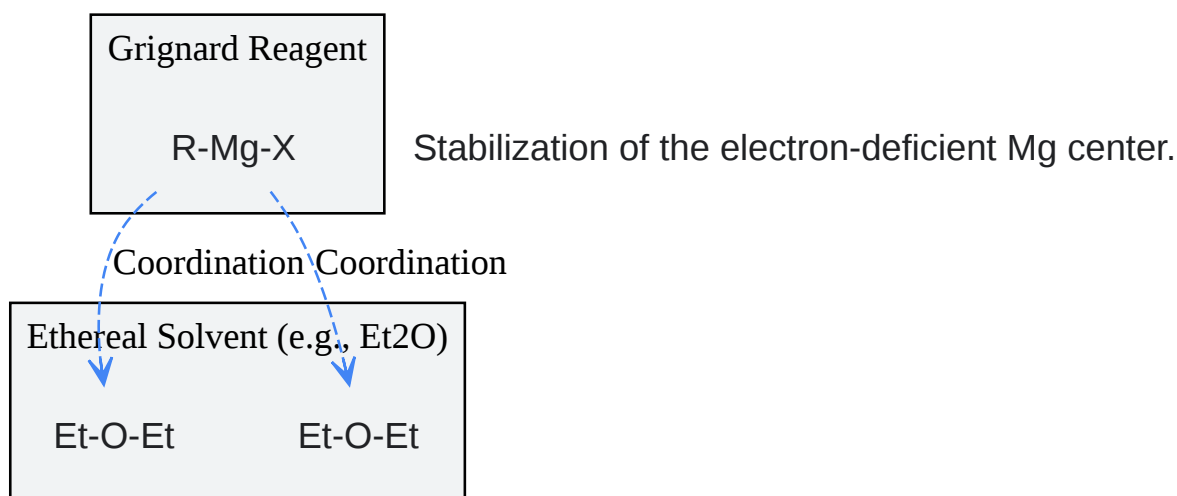 Grignard Reagent
R-Mg-X
Stabilization of the electron-deficient Mg center.
Coordination
Coordination
Ethereal Solvent (e.g., Et2O)
Et-O-Et
Et-O-Et